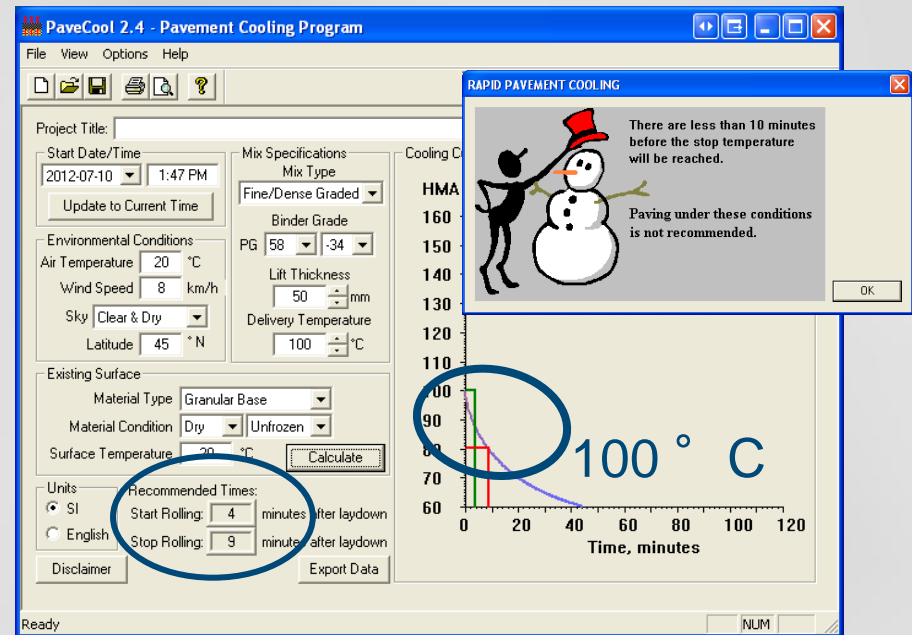 PaveCool 2.4 - Pavement Cooling Program
File View Options Help
RAPID PAVEMENT COOLING
There are less than 10 minutes
before the stop temperature
will be reached.
Paving under these conditions
is not recommended.
OK
Project Title:
Start Date/Time
2012-07-10 1:47 PM
Update to Current Time
Environmental Conditions
Air Temperature 20 °C
Wind Speed 8 km/h
Sky Clear & Dry
Latitude 45 ° N
Mix Specifications
Mix Type
Fine/Dense Graded
Binder Grade
PG 58 -34
Lift Thickness
50 mm
Delivery Temperature
100 °C
Existing Surface
Material Type Granular Base
Material Condition Dry Unfrozen
Surface Temperature °C
Calculate
Units
SI
English
Recommended Times:
Start Rolling: 4 minutes after laydown
Stop Rolling: 9 minutes after laydown
Disclaimer
Export Data
Cooling
HMA
160
150
140
130
120
110
100
90
80
70
60
0 20 40 60 80 100 120
Time, minutes
100 ° C
Ready
NUM